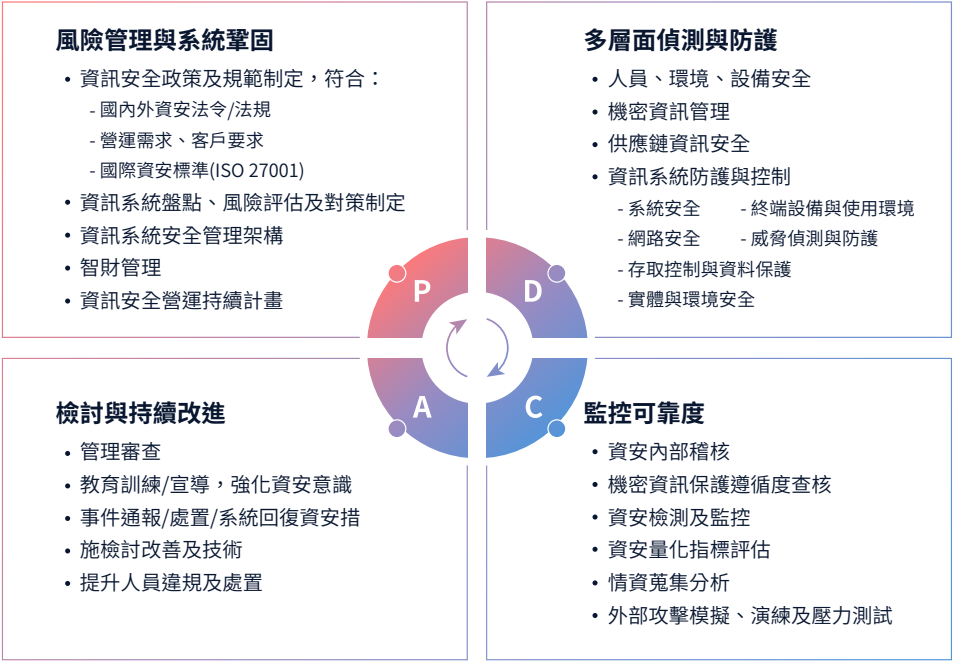 風險管理與系統鞏固
• 資訊安全政策及規範制定，符合：
- 國內外資安法令/法規
- 營運需求、客戶要求
- 國際資安標準(ISO 27001)
• 資訊系統盤點、風險評估及對策制定
• 資訊系統安全管理架構
• 智財管理
• 資訊安全營運持續計畫
P
多層面偵測與防護
• 人員、環境、設備安全
• 機密資訊管理
• 供應鏈資訊安全
• 資訊系統防護與控制
- 系統安全 - 終端設備與使用環境
- 網路安全 - 威脅偵測與防護
- 存取控制與資料保護
- 實體與環境安全
D
檢討與持續改進
• 管理審查
• 教育訓練/宣導，強化資安意識
• 事件通報/處置/系統回復資安措
• 施檢討改善及技術
• 提升人員違規及處置
A
監控可靠度
• 資安內部稽核
• 機密資訊保護遵循度查核
• 資安檢測及監控
• 資安量化指標評估
• 情資蒐集分析
• 外部攻擊模擬、演練及壓力測試
C